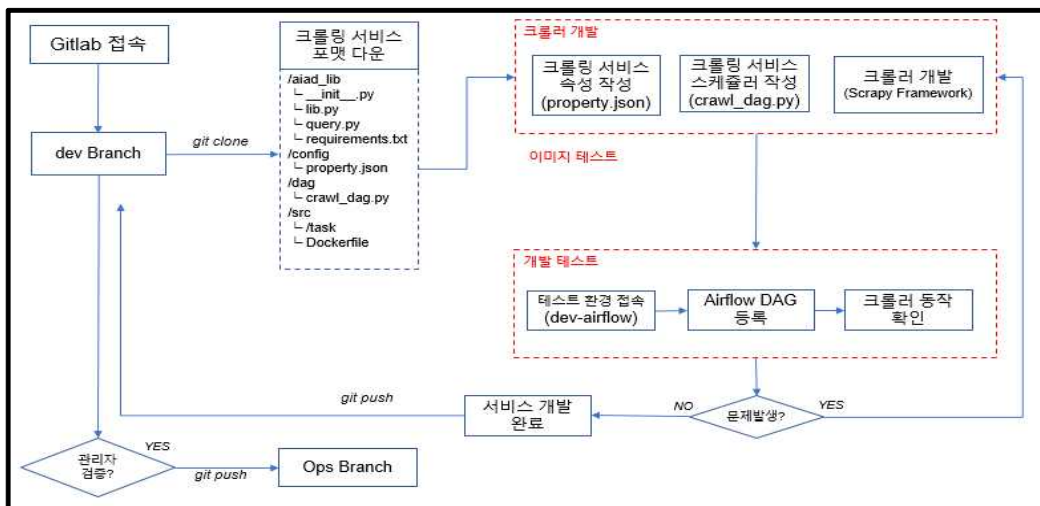 Gitlab 접속
dev Branch
git clone
크롤링 서비스
포맷 다운
/aiad_lib
└ __init__.py
└ lib.py
└ query.py
└ requirements.txt
/config
└ property.json
/dag
└ crawl_dag.py
/src
└ /task
└ Dockerfile
크롤러 개발
크롤링 서비스
속성 작성
(property.json)
크롤링 서비스
스케쥴러 작성
(crawl_dag.py)
크롤러 개발
(Scrapy Framework)
이미지 테스트
개발 테스트
테스트 환경 접속
(dev-airflow)
Airflow DAG
등록
크롤러 동작
확인
문제발생?
YES
NO
서비스 개발
완료
git push
관리자
검증?
YES
git push
Ops Branch